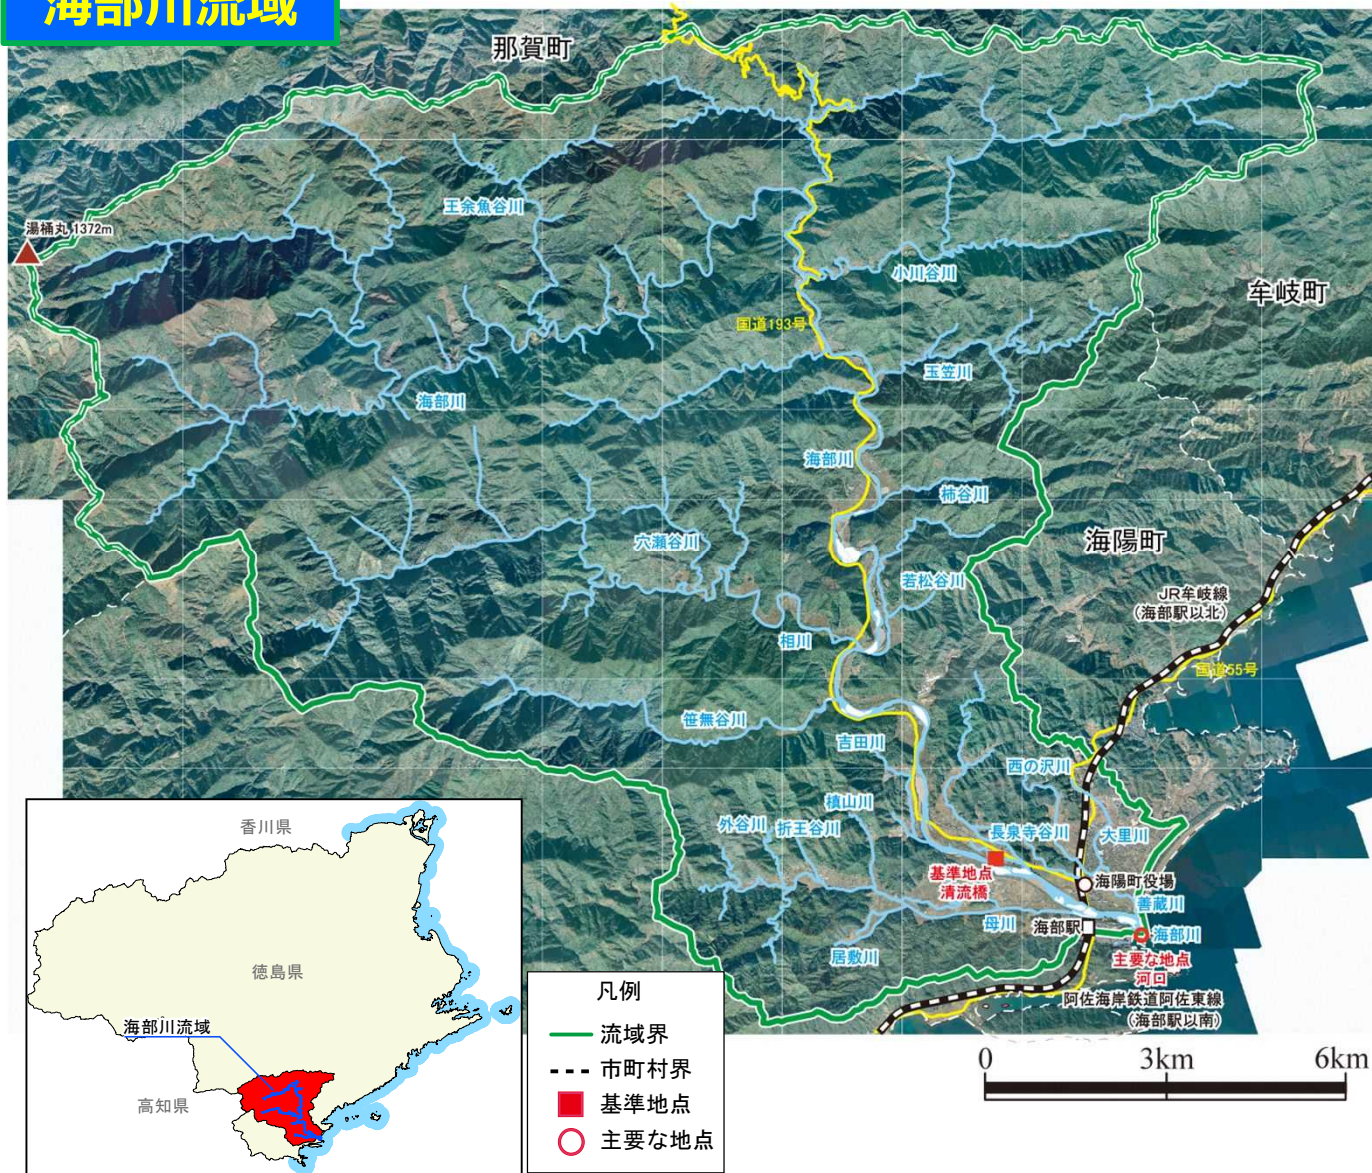 海部川流域
那賀町
湯桶丸 1372m
王余魚谷川
小川谷川
牟岐町
国道193号
玉笠川
海部川
海部川
柿谷川
穴瀬谷川
海陽町
若松谷川
JR牟岐線
(海部駅以北)
相川
国道55号
笹無谷川
吉田川
西の沢川
槙山川
外谷川
折王谷川
長泉寺谷川
大里川
基準地点
清流橋
海陽町役場
善蔵川
母川
海部駅
海部川
居敷川
主要な地点
河口
阿佐海岸鉄道阿佐東線
(海部駅以南)
香川県
徳島県
海部川流域
高知県
凡例
流域界
市町村界
基準地点
主要な地点
0
3km
6km